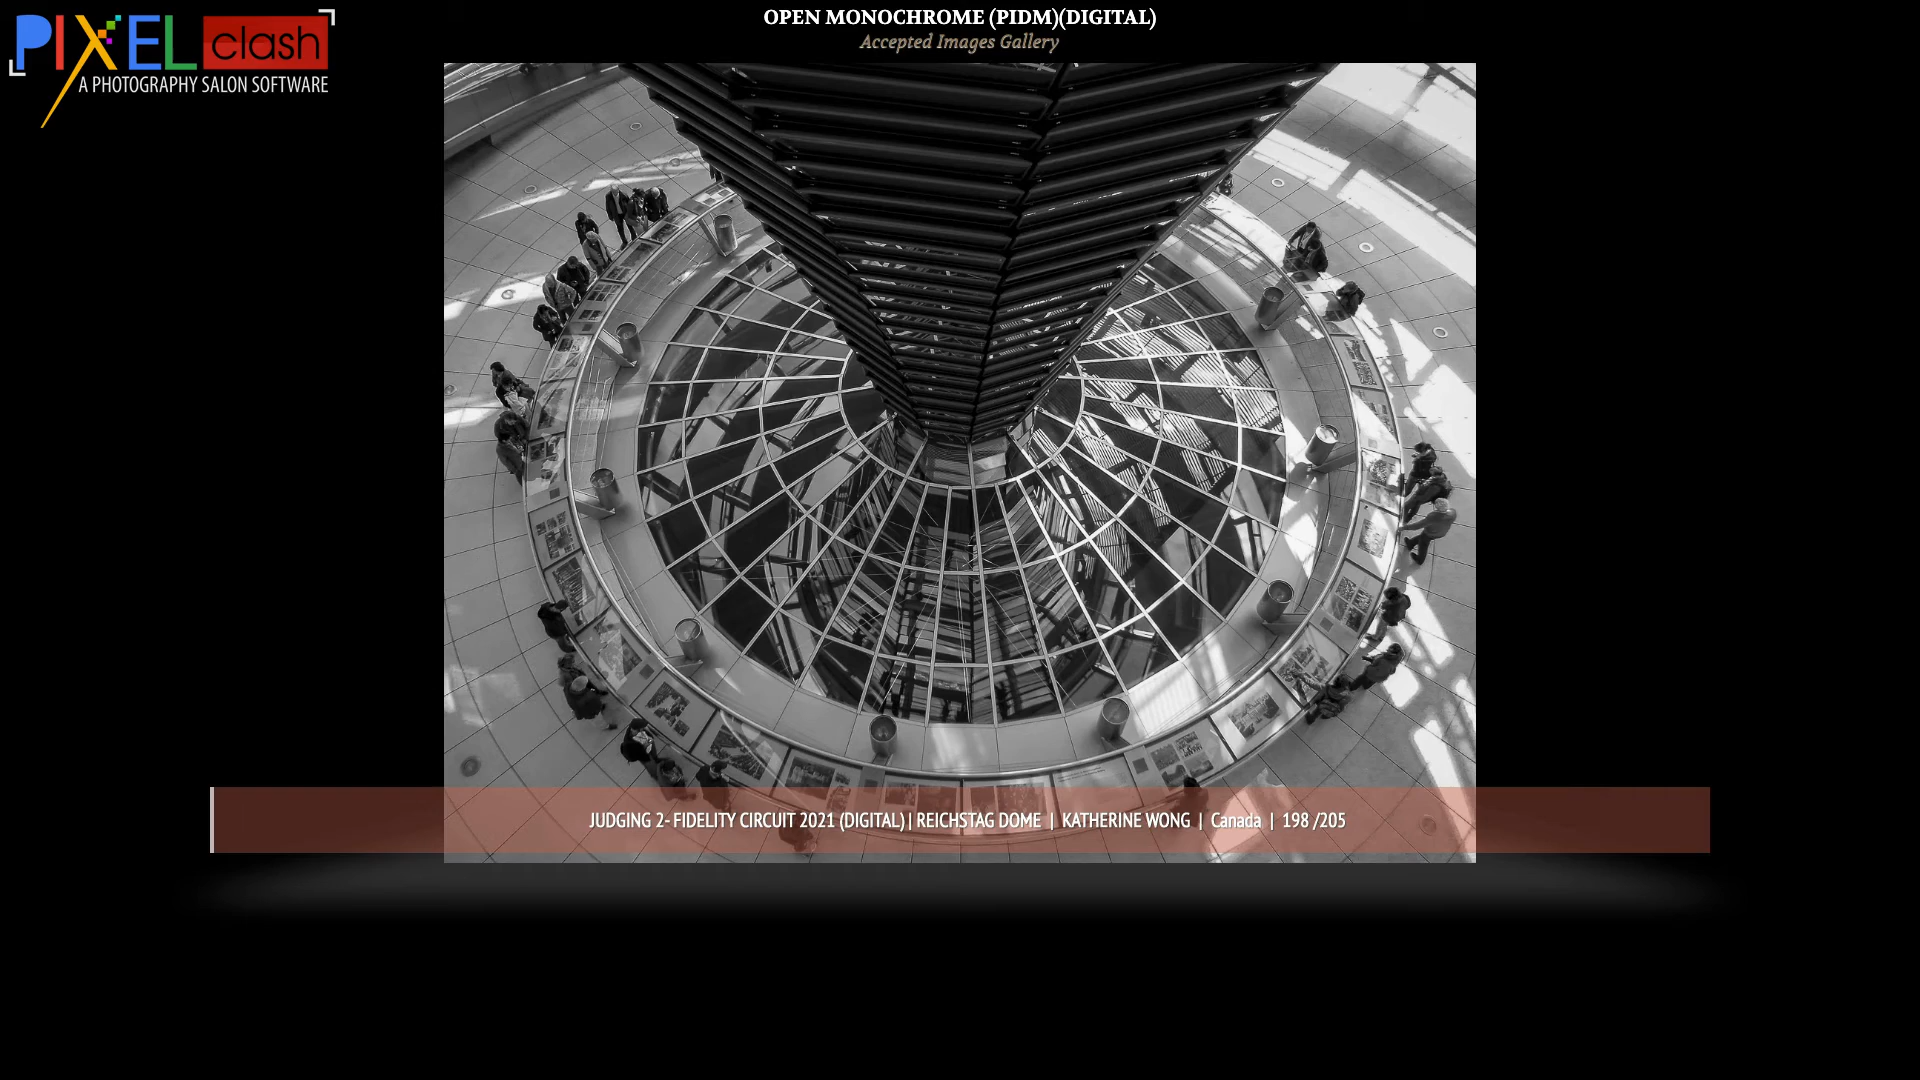 PIXEL clash
A PHOTOGRAPHY SALON SOFTWARE
OPEN MONOCHROME (PIDM)(DIGITAL)
Accepted Images Gallery
JUDGING 2- FIDELITY CIRCUIT 2021 (DIGITAL) | REICHSTAG DOME | KATHERINE WONG | Canada | 198 /205